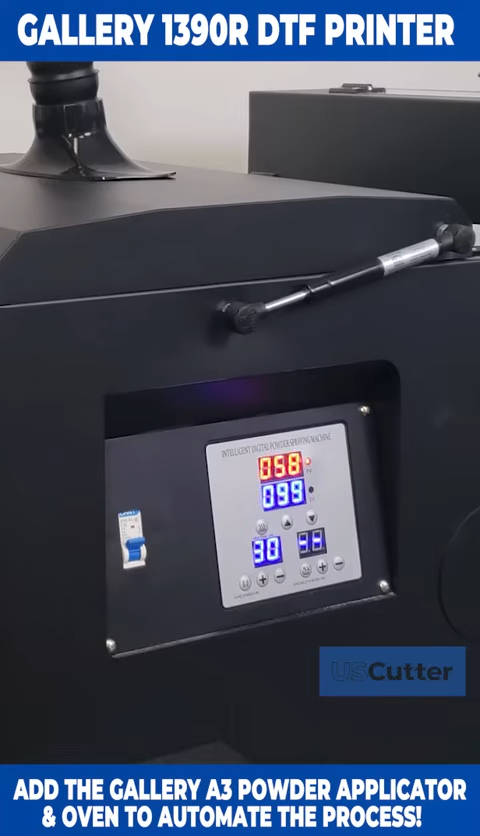 GALLERY 1390R DTF PRINTER
INTELLIGENT DIGITAL POWDER SPRAYING MACHINE
058
099
30
USCutter
ADD THE GALLERY A3 POWDER APPLICATOR
& OVEN TO AUTOMATE THE PROCESS!